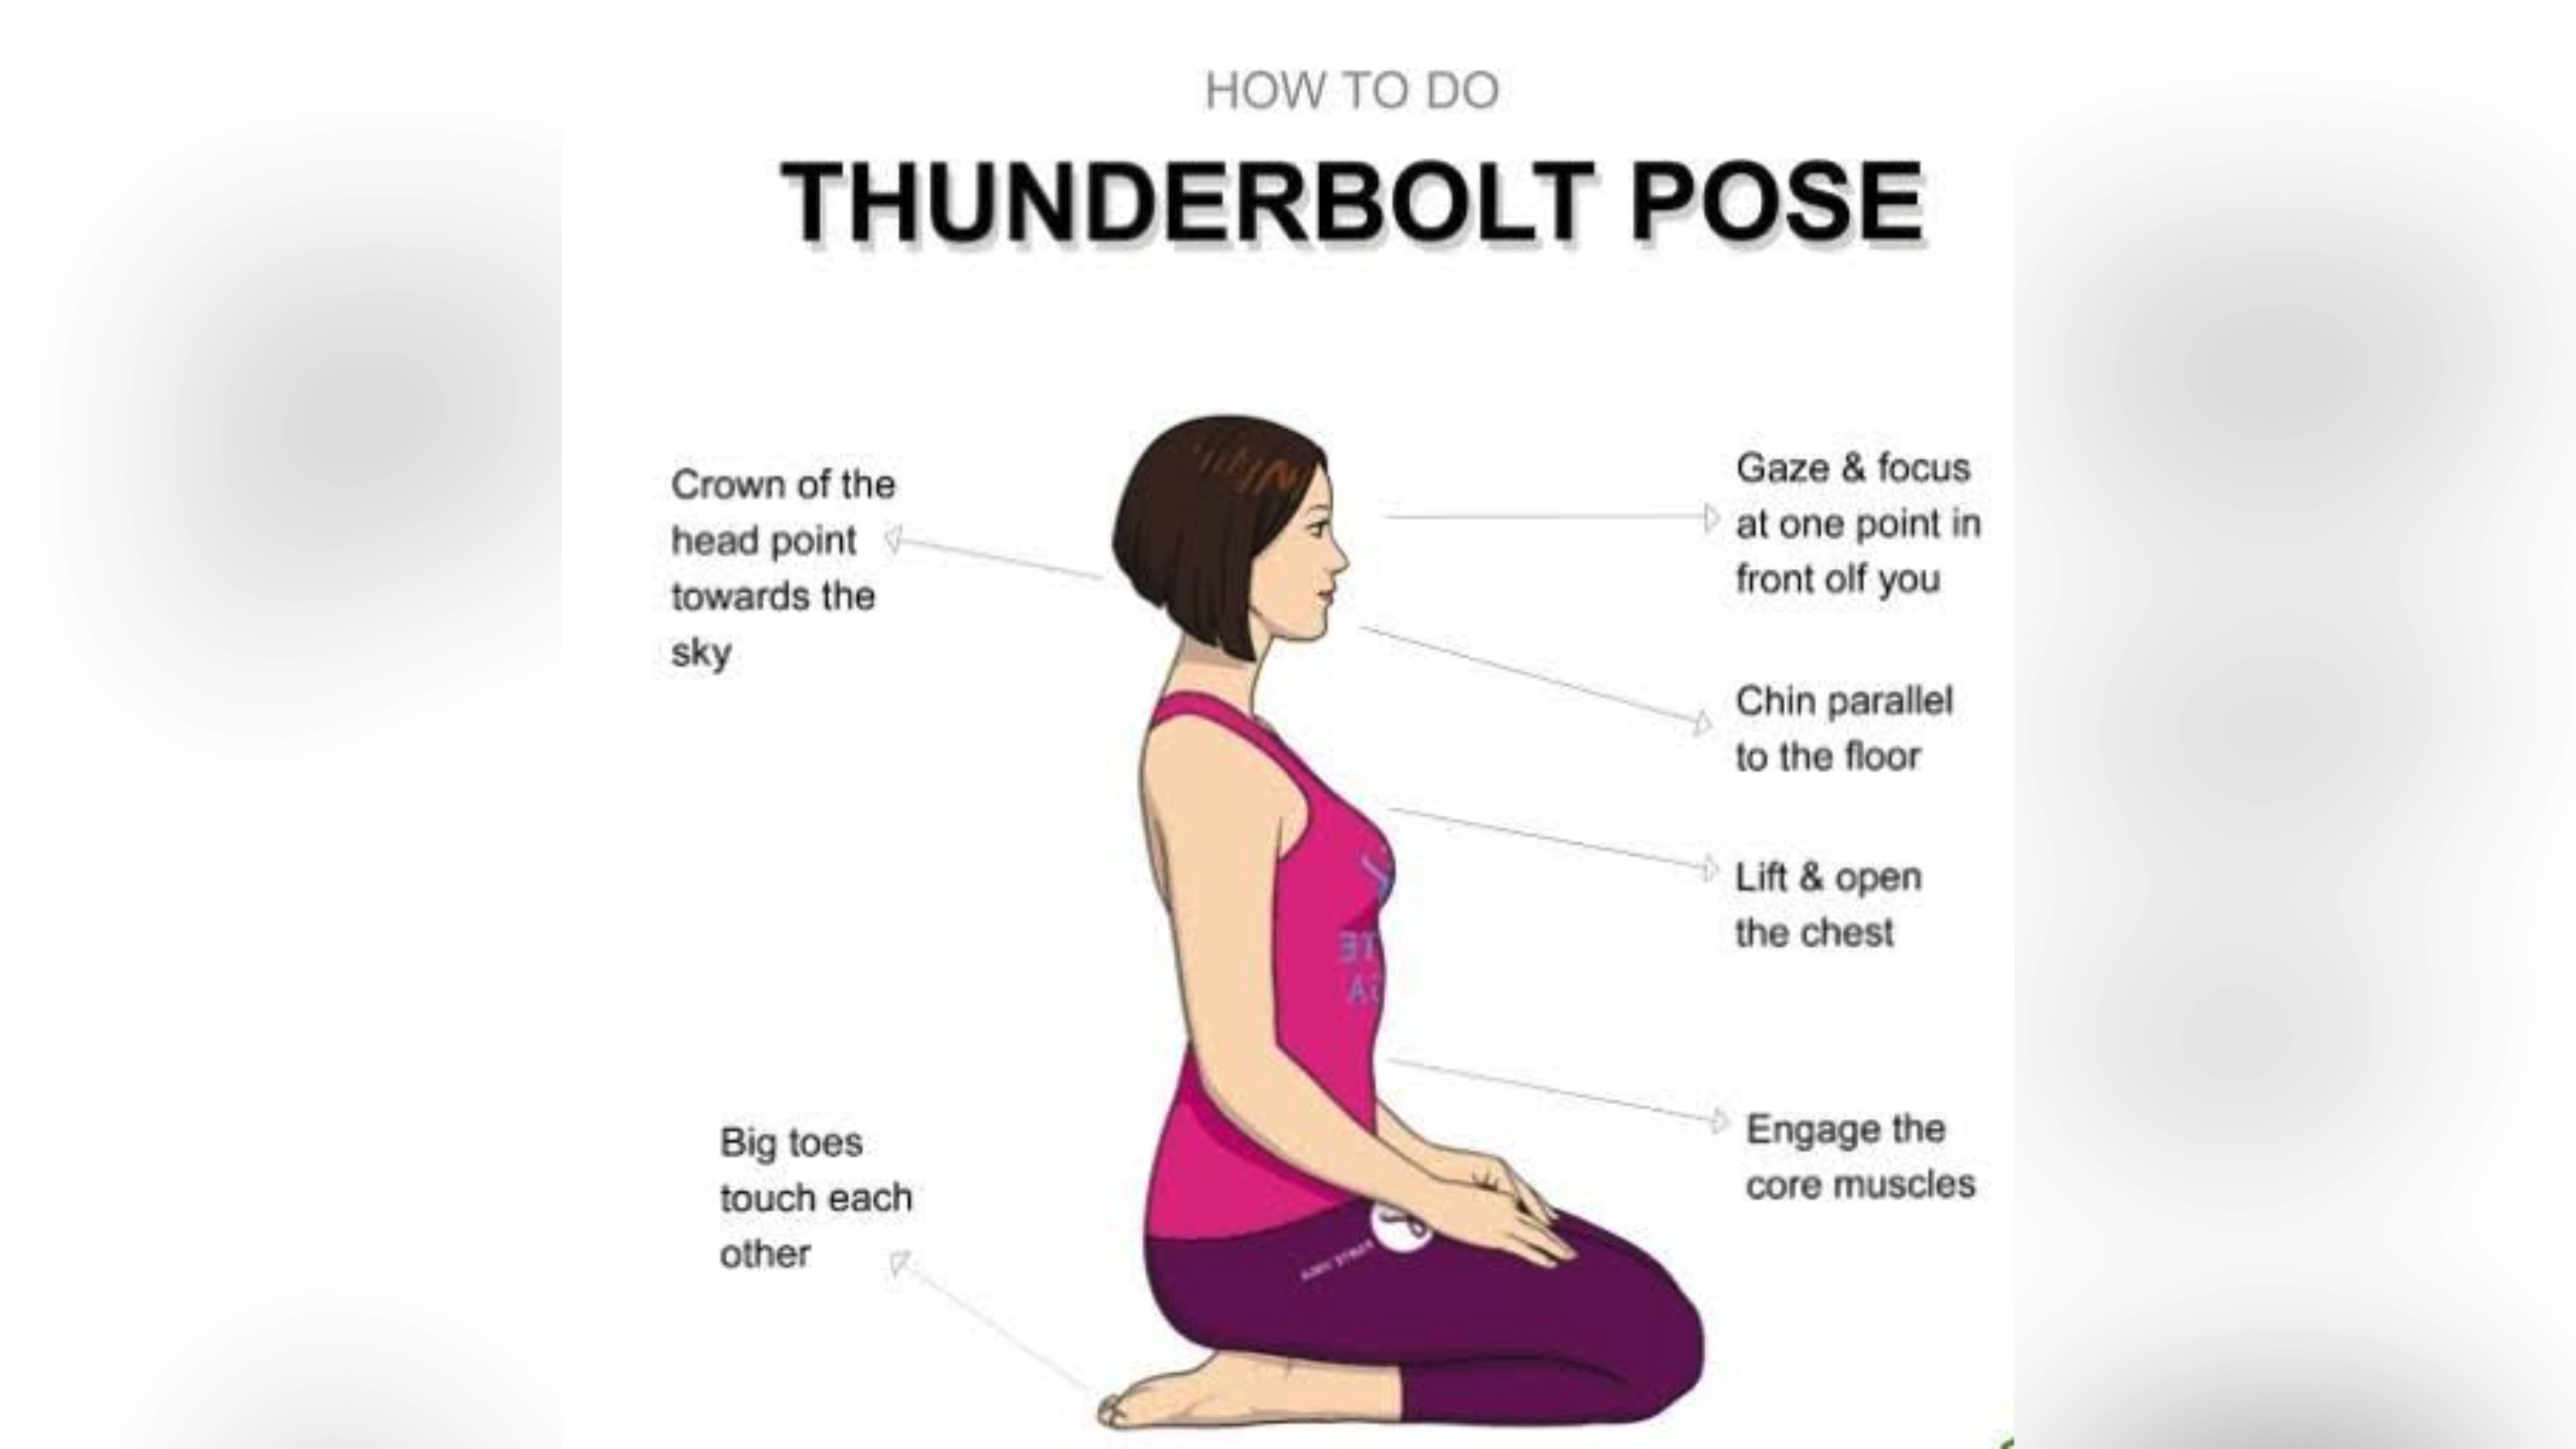 HOW TO DO
THUNDERBOLT POSE
Crown of the
head point
towards the
sky
Gaze & focus
at one point in
front olf you
Chin parallel
to the floor
Lift & open
the chest
Engage the
core muscles
Big toes
touch each
other